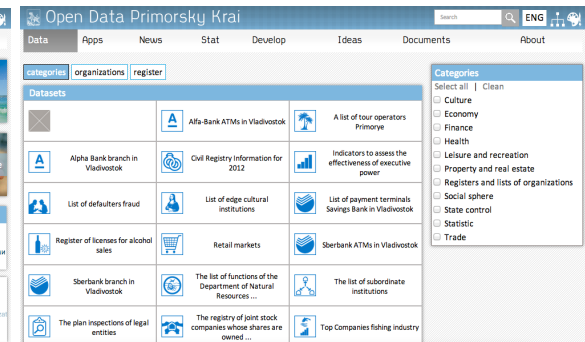 Open Data Primorsky Krai
Search
ENG
Data Apps News Stat Develop Ideas Documents About
categories organizations register
Datasets
Alfa-Bank ATMs in Vladivostok
A list of tour operators
Primorye
Alpha Bank branch in
Vladivostok
Civil Registry Information for
2012
Indicators to assess the
effectiveness of executive
power
List of defaulters fraud
List of edge cultural
institutions
List of payment terminals
Savings Bank in Vladivostok
Register of licenses for alcohol
sales
Retail markets
Sberbank ATMs in Vladivostok
Sberbank branch in
Vladivostok
The list of functions of the
Department of Natural
Resources ...
The list of subordinate
institutions
The plan inspections of legal
entities
The registry of joint stock
companies whose shares are
owned ...
Top Companies fishing industry
Categories
Select all | Clean
Culture
Economy
Finance
Health
Leisure and recreation
Property and real estate
Registers and lists of organizations
Social sphere
State control
Statistic
Trade